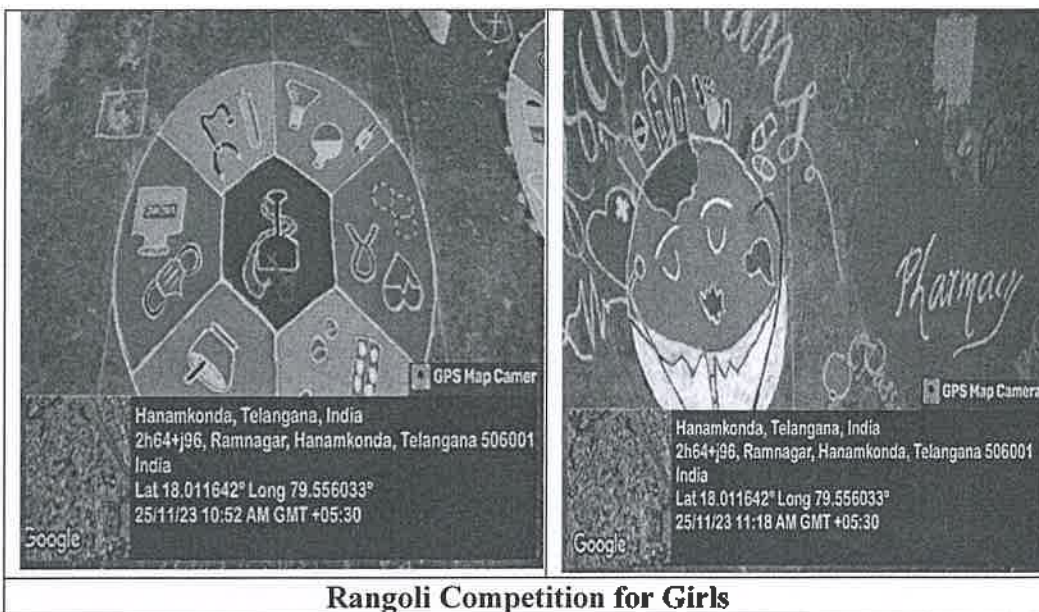 GPS Map Camer
Hanamkonda, Telangana, India
2h64+j96, Ramnagar, Hanamkonda, Telangana 506001
India
Lat 18.011642° Long 79.556033°
25/11/23 10:52 AM GMT +05:30
Google
Pharmacy
GPS Map Camera
Hanamkonda, Telangana, India
2h64+j96, Ramnagar, Hanamkonda, Telangana 506001
India
Lat 18.011642° Long 79.556033°
25/11/23 11:18 AM GMT +05:30
Google
Rangoli Competition for Girls